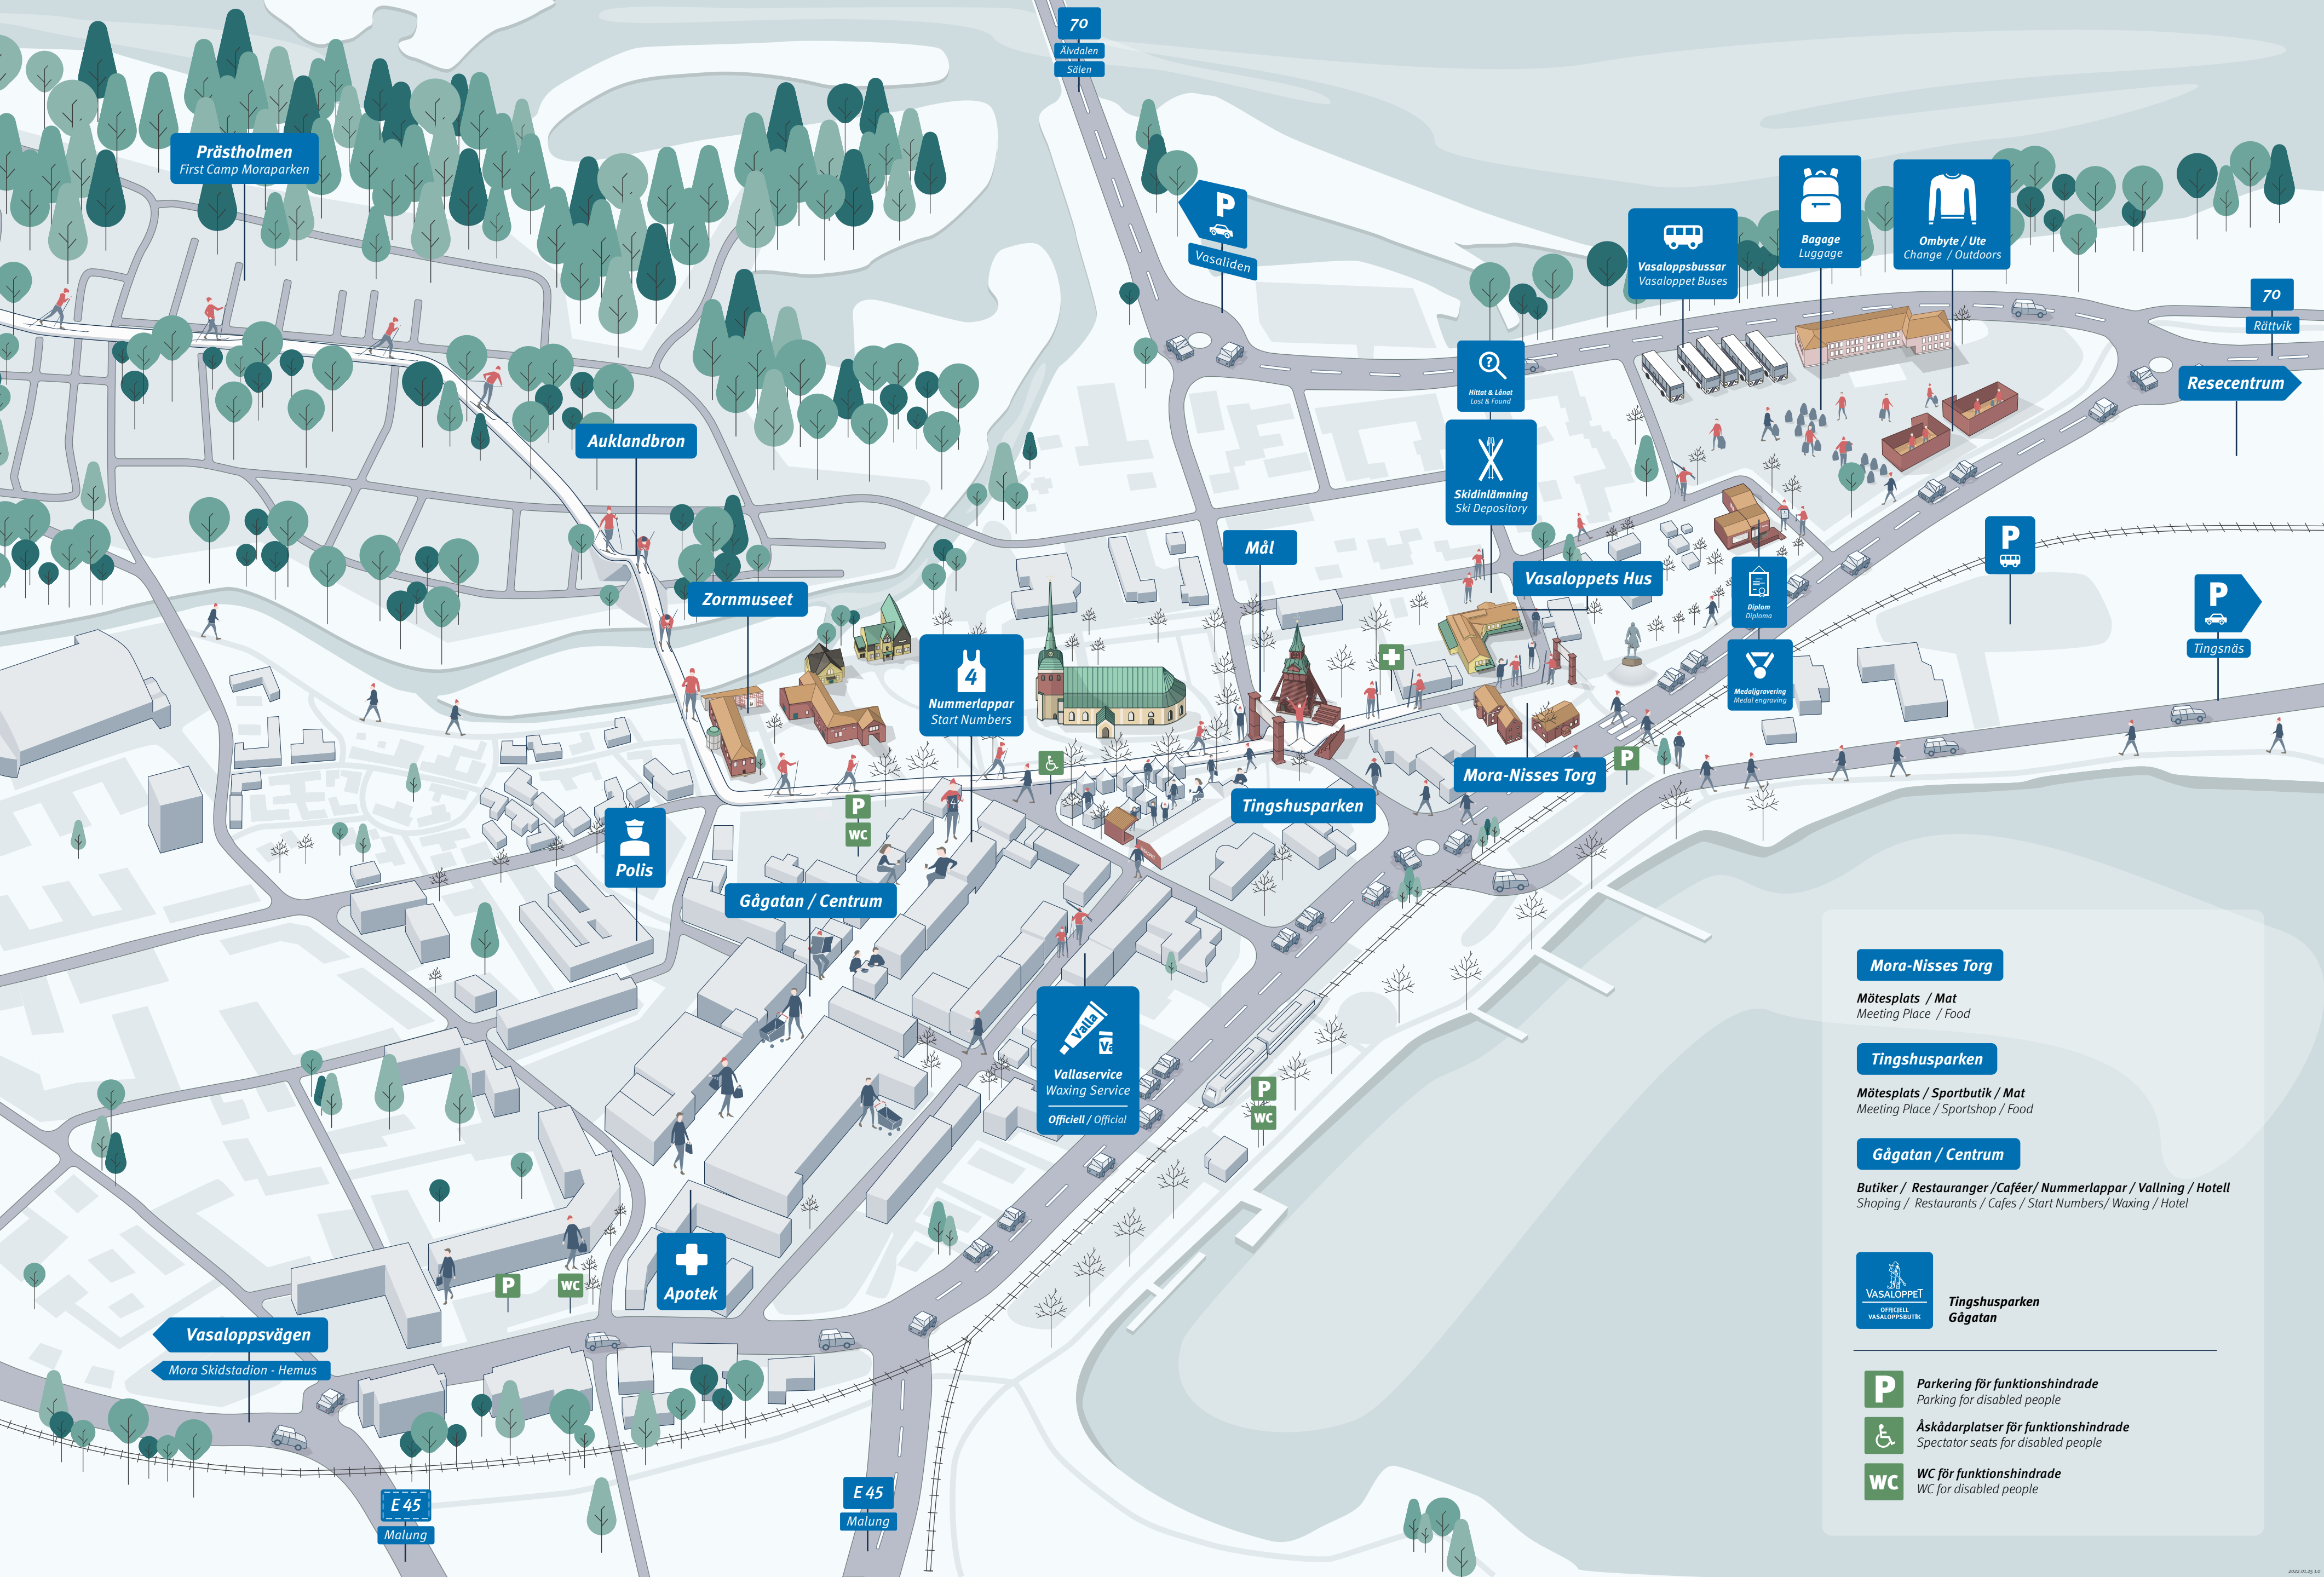 70
Älvdalen
Sälen
Prästholmen
First Camp Moraparken
P
Vasaliden
Vasaloppsbussar
Vasaloppet Buses
Bagage
Luggage
Ombyte / Ute
Change / Outdoors
70
Rättvik
Resecentrum
?
Hittat & Lånat
Lost & Found
Auklandbron
Skidinlämning
Ski Depository
Mål
Vasaloppets Hus
P
P
Tingsnäs
Diplom
Diploma
Zornmuseet
4
Nummerlappar
Start Numbers
Medaljgravering
Medal engraving
Mora-Nisses Torg
P
Tingshusparken
P
WC
4
Polis
Gågatan / Centrum
Valla
Va
Vallaservice
Waxing Service
Officiell / Official
P
WC
Apotek
P
WC
Vasaloppsvägen
Mora Skidstadion - Hemus
E 45
Malung
E 45
Malung
Mora-Nisses Torg
Mötesplats / Mat
Meeting Place / Food
Tingshusparken
Mötesplats / Sportbutik / Mat
Meeting Place / Sportshop / Food
Gågatan / Centrum
Butiker / Restauranger /Caféer/ Nummerlappar / Vallning / Hotell
Shoping / Restaurants / Cafes / Start Numbers/ Waxing / Hotel
VASALOPPET
OFFICIELL
VASALOPPSBUTIK
Tingshusparken
Gågatan
P
Parkering för funktionshindrade
Parking for disabled people
Åskådarplatser för funktionshindrade
Spectator seats for disabled people
WC
WC för funktionshindrade
WC for disabled people